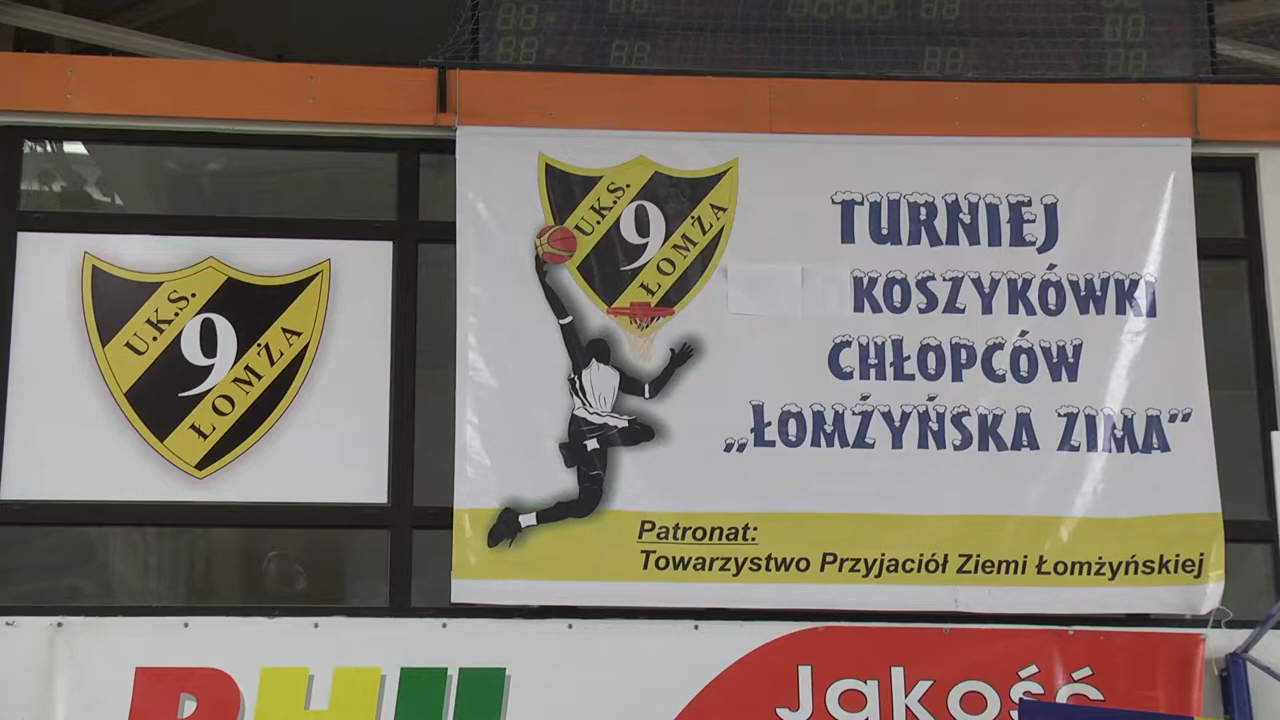 U.K.S.
9
ŁOMŻA
U.K.S.
9
ŁOMŻA
TURNIEJ
KOSZYKÓWKI
CHŁOPCÓW
„ŁOMŻYŃSKA ZIMA”
Patronat:
Towarzystwo Przyjaciół Ziemi Łomżyńskiej
Jakość